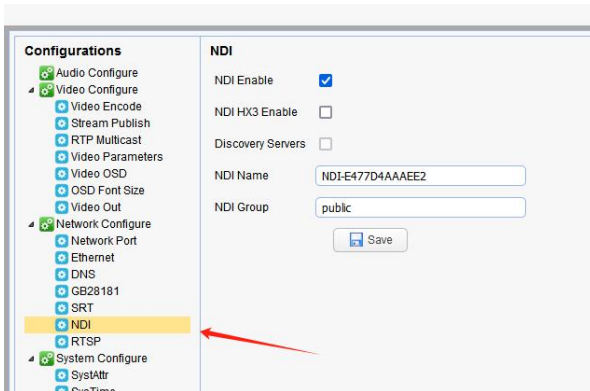 Configurations
Audio Configure
Video Configure
Video Encode
Stream Publish
RTP Multicast
Video Parameters
Video OSD
OSD Font Size
Video Out
Network Configure
Network Port
Ethernet
DNS
GB28181
SRT
NDI
RTSP
System Configure
SystAttr
SysTime
NDI
NDI Enable
NDI HX3 Enable
Discovery Servers
NDI Name NDI-E477D4AAAEE2
NDI Group public
Save